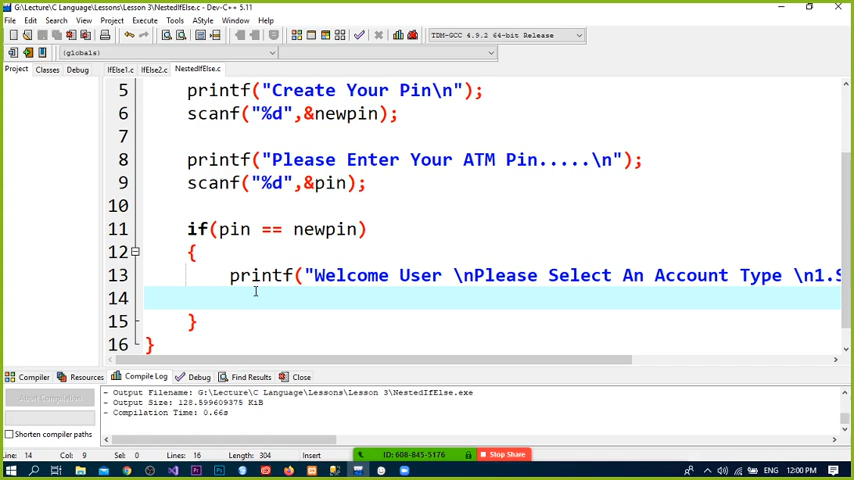 G:\Lecture\C Language\Lessons\Lesson 3\NestedIfElse.c - Dev-C++ 5.11
File Edit Search View Project Execute Tools AStyle Window Help
TDM-GCC 4.9.2 64-bit Release
(globals)
Project Classes Debug IfElse1.c IfElse2.c NestedIfElse.c
5 printf("Create Your Pin\n");
6 scanf("%d",&newpin);
7
8 printf("Please Enter Your ATM Pin.....\n");
9 scanf("%d",&pin);
10
11 if(pin == newpin)
12 {
13 printf("Welcome User \nPlease Select An Account Type \n1.S
14
15 }
16 }
Compiler Resources Compile Log Debug Find Results Close
Abort Compilation
- Output Filename: G:\Lecture\C Language\Lessons\Lesson 3\NestedIfElse.exe
- Output Size: 128.599609375 KiB
- Compilation Time: 0.66s
Shorten compiler paths
Line: 14 Col: 9 Sel: 0 Lines: 16 Length: 304 Insert
ID: 608-845-5176 Stop Share
ENG 12:00 PM